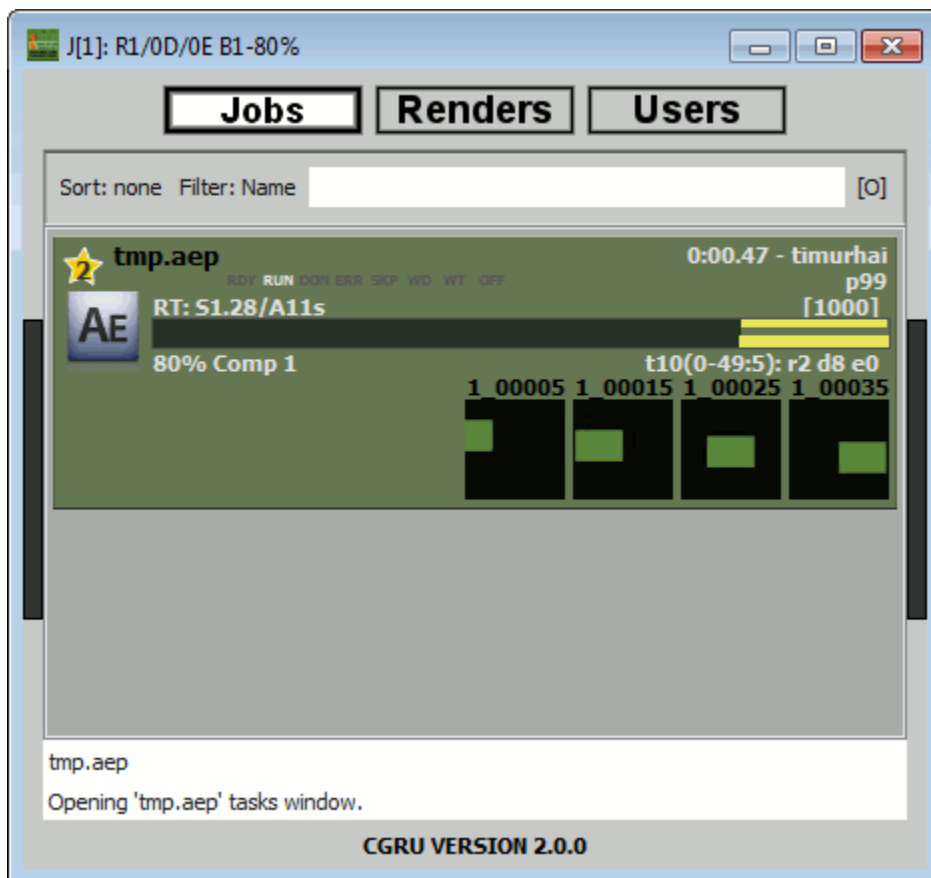 J[1]: R1/0D/0E B1-80%
Jobs Renders Users
Sort: none Filter: Name [O]
2 tmp.aep 0:00.47 - timurhai
RDY RUN DON ERR SKP WD WT OFF p99
AE RT: S1.28/A11s [1000]
80% Comp 1 t10(0-49:5): r2 d8 e0
1_00005 1_00015 1_00025 1_00035
tmp.aep
Opening 'tmp.aep' tasks window.
CGRU VERSION 2.0.0